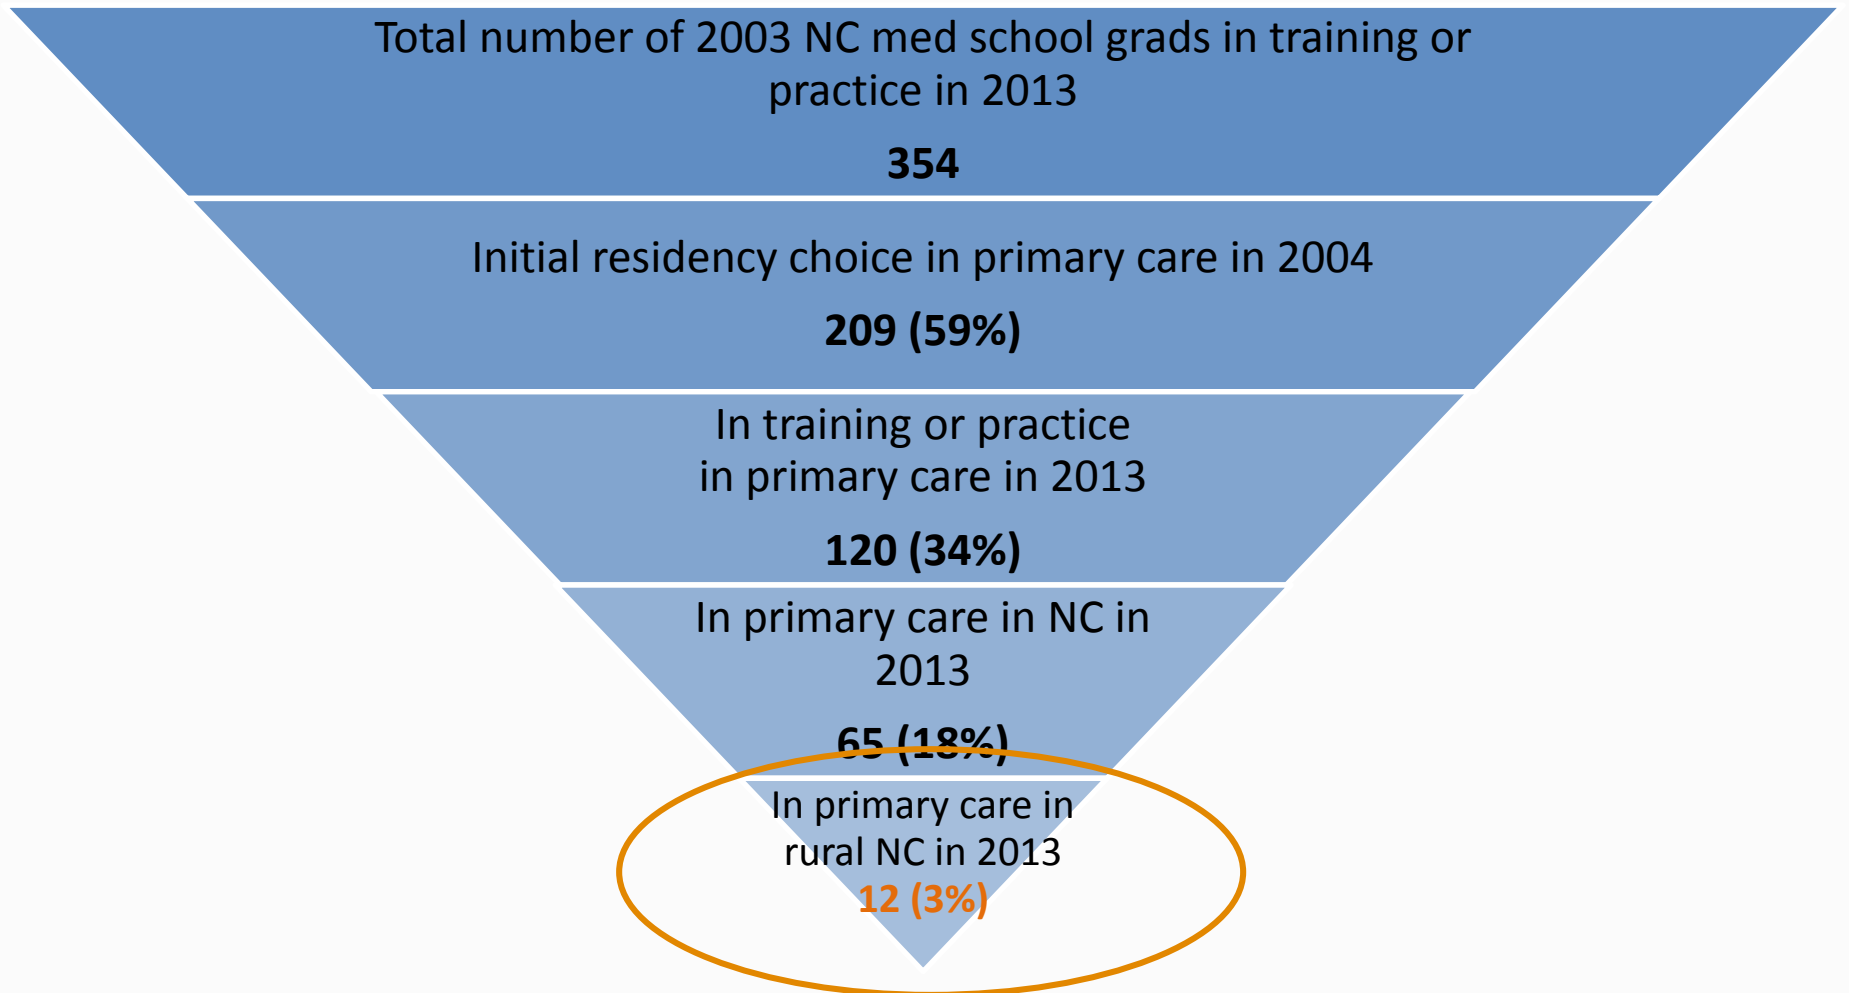 Total number of 2003 NC med school grads in training or
practice in 2013
354
Initial residency choice in primary care in 2004
209 (59%)
In training or practice
in primary care in 2013
120 (34%)
In primary care in NC in
2013
65 (18%)
In primary care in
rural NC in 2013
12 (3%)